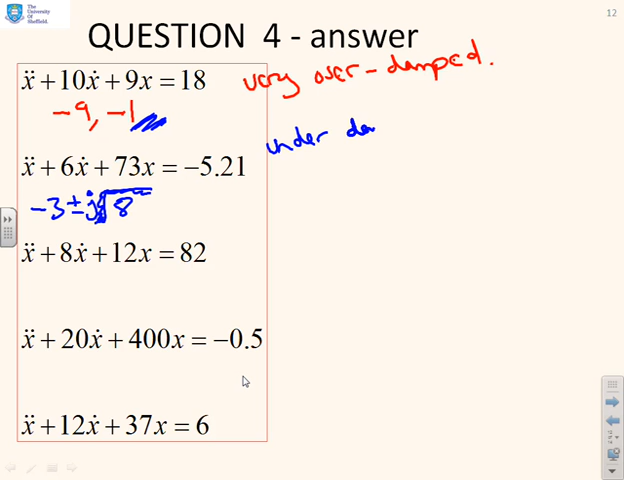 The
University
Of
Sheffield.
12
QUESTION 4 - answer
ẍ + 10ẋ + 9x = 18
very over-damped.
-9, -1
ẍ + 6ẋ + 73x = -5.21
under da
-3 ± j√8
ẍ + 8ẋ + 12x = 82
ẍ + 20ẋ + 400x = -0.5
ẍ + 12ẋ + 37x = 6